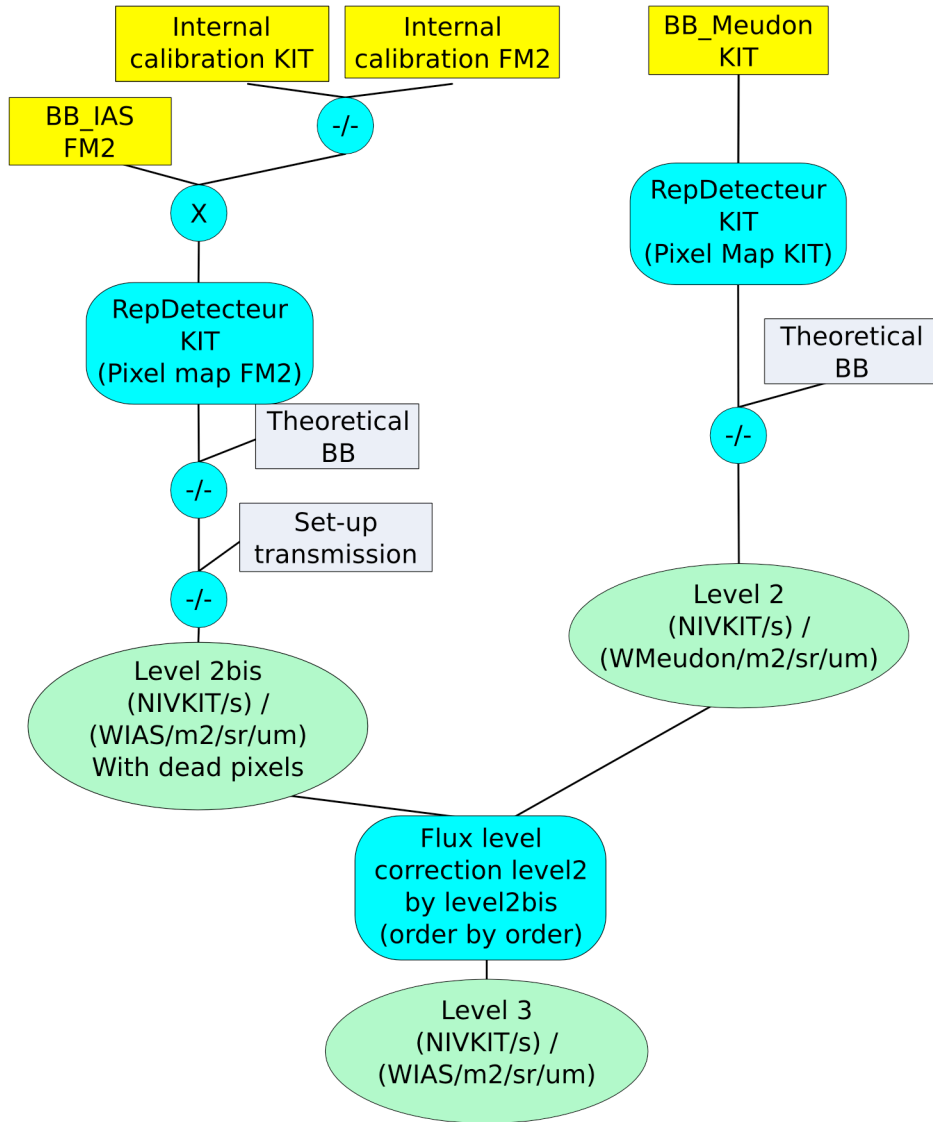 Internal
calibration KIT
Internal
calibration FM2
BB_Meudon
KIT
BB_IAS
FM2
-/-
X
RepDetecteur
KIT
(Pixel Map KIT)
RepDetecteur
KIT
(Pixel map FM2)
Theoretical
BB
Theoretical
BB
-/-
-/-
Set-up
transmission
-/-
Level 2
(NIVKIT/s) /
(WMeudon/m2/sr/um)
Level 2bis
(NIVKIT/s) /
(WIAS/m2/sr/um)
With dead pixels
Flux level
correction level2
by level2bis
(order by order)
Level 3
(NIVKIT/s) /
(WIAS/m2/sr/um)